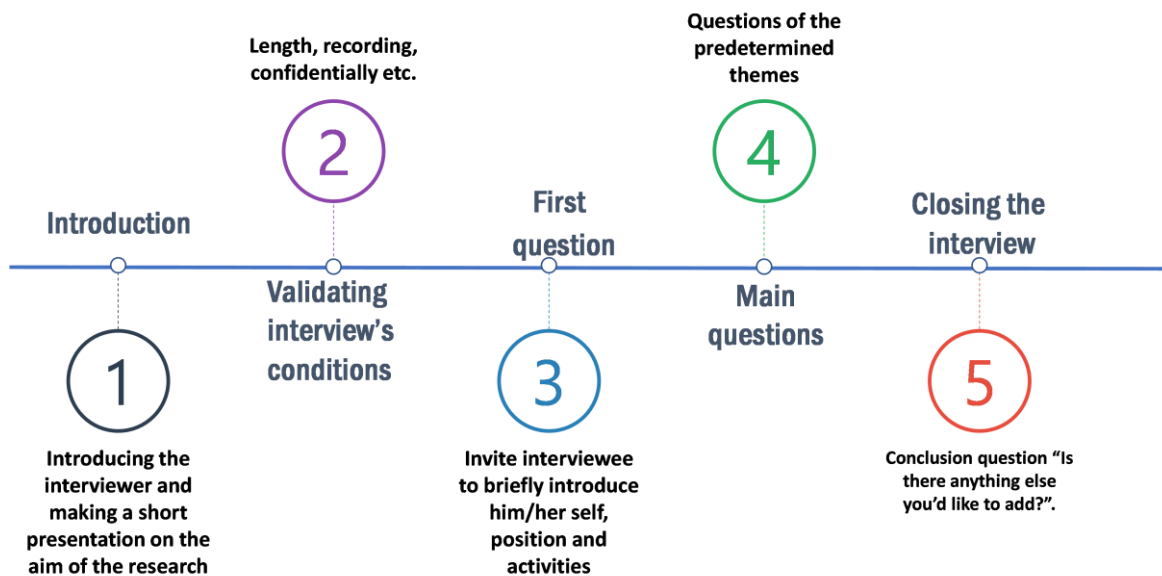 Introduction
1
Introducing the
interviewer and
making a short
presentation on the
aim of the research
Length, recording,
confidentially etc.
2
Validating
interview's
conditions
First
question
3
Invite interviewee
to briefly introduce
him/her self,
position and
activities
Questions of the
predetermined
themes
4
Main
questions
Closing the
interview
5
Conclusion question “Is
there anything else
you’d like to add?”.